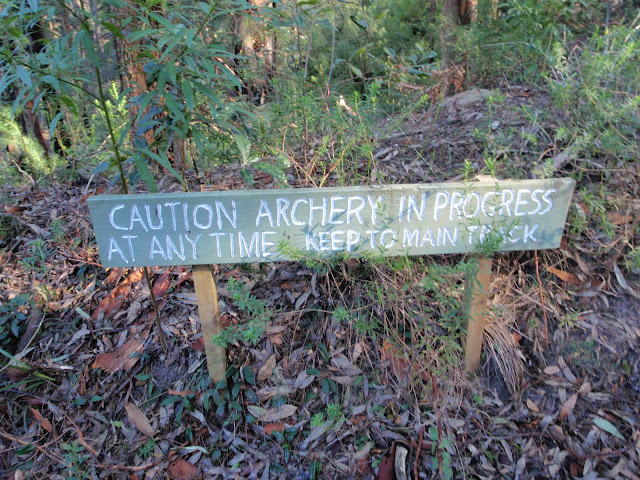 CAUTION ARCHERY IN PROGRESS
AT ANY TIME KEEP TO MAIN TRACK